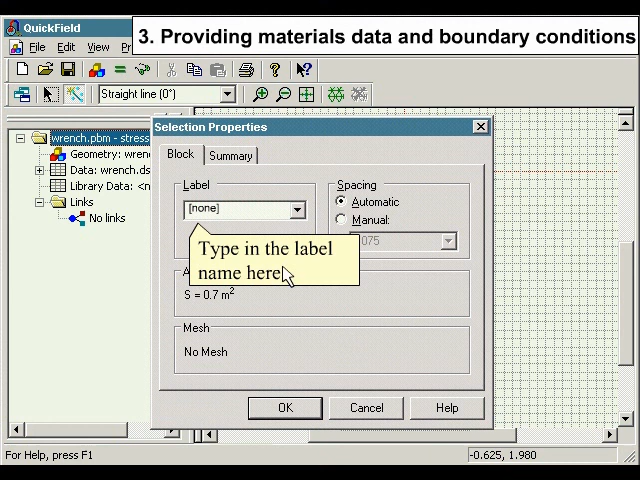 QuickField
3. Providing materials data and boundary conditions
File Edit View
Straight line (0°)
wrench.pbm - stress
Geometry: wren
Data: wrench.ds
Library Data: <n
Links
No links
Selection Properties
Block
Summary
Label
[none]
Spacing
Automatic
Manual:
075
Type in the label
name here
S = 0.7 m²
Mesh
No Mesh
OK
Cancel
Help
For Help, press F1
-0.625, 1.980